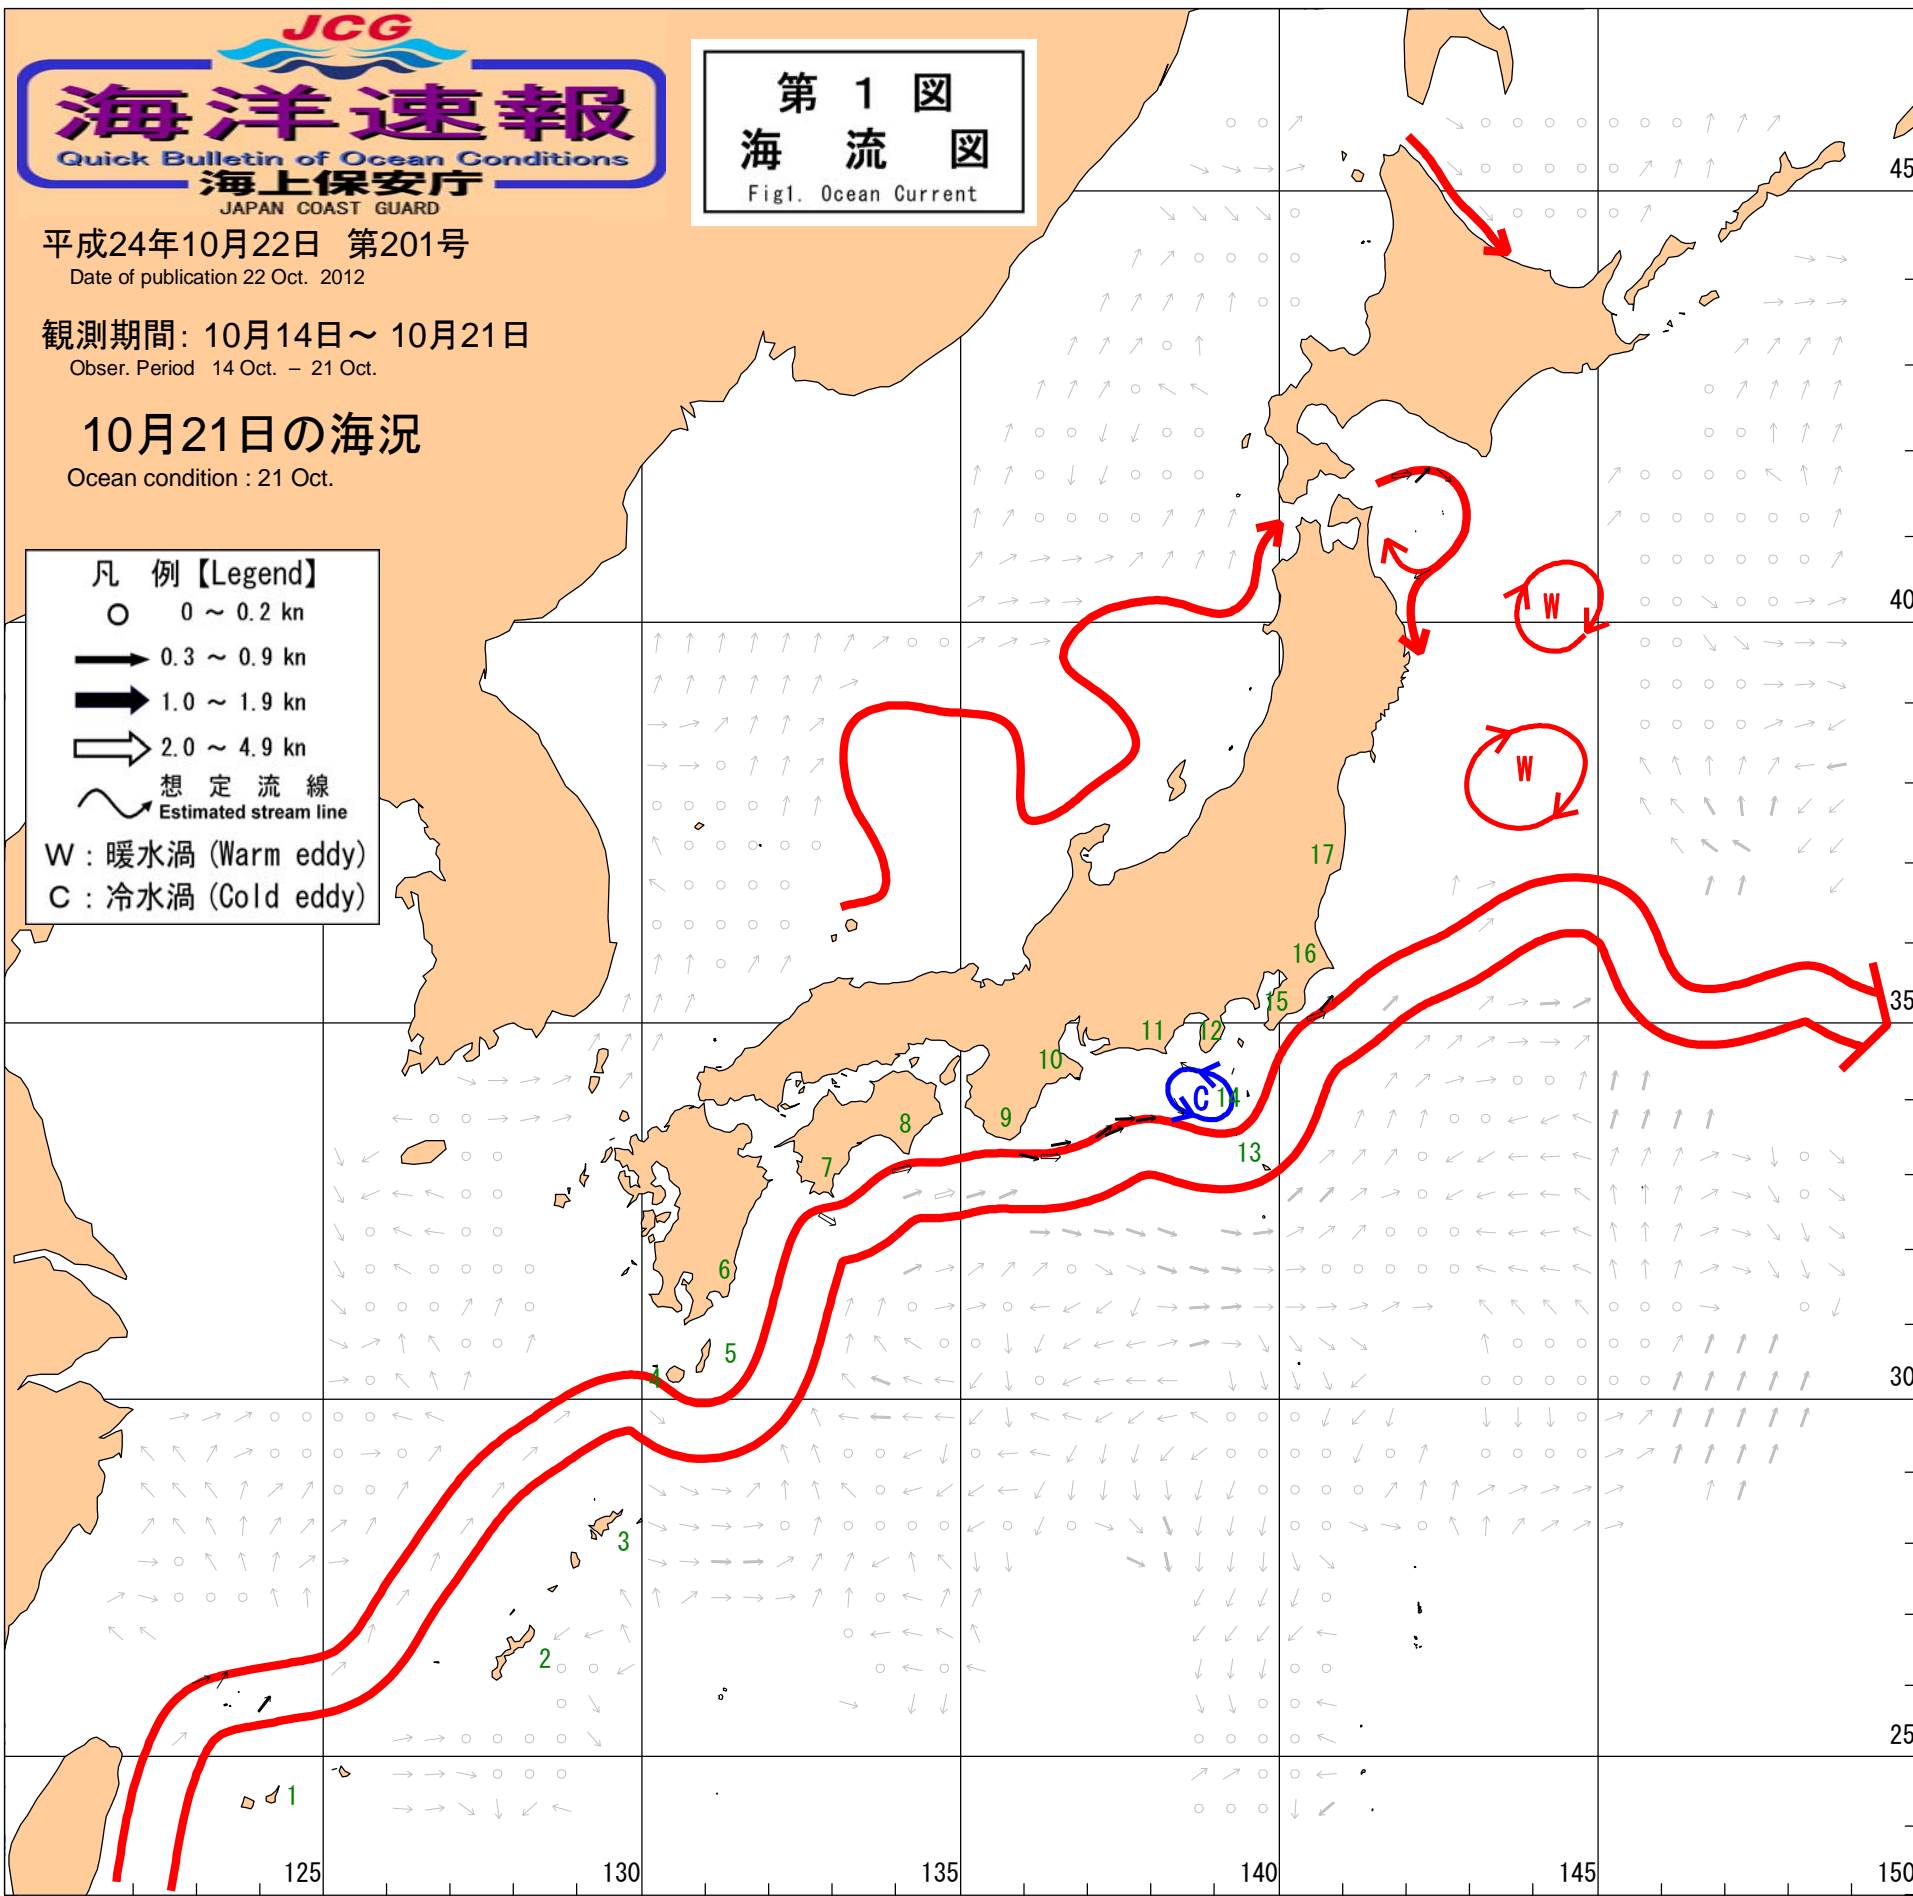 JCG
海洋速報
Quick Bulletin of Ocean Conditions
海上保安庁
JAPAN COAST GUARD
第 1 図
海 流 図
Fig1. Ocean Current
平成24年10月22日 第201号
Date of publication 22 Oct. 2012
観測期間: 10月14日～ 10月21日
Obser. Period 14 Oct. – 21 Oct.
10月21日の海況
Ocean condition : 21 Oct.
凡 例【Legend】
0 ～ 0.2 kn
0.3 ～ 0.9 kn
1.0 ～ 1.9 kn
2.0 ～ 4.9 kn
想 定 流 線
Estimated stream line
W : 暖水渦 (Warm eddy)
C : 冷水渦 (Cold eddy)
45
40
W
W
17
16
15
35
11
12
10
C
14
9
8
13
7
6
5
4
30
3
2
25
1
125
130
135
140
145
150